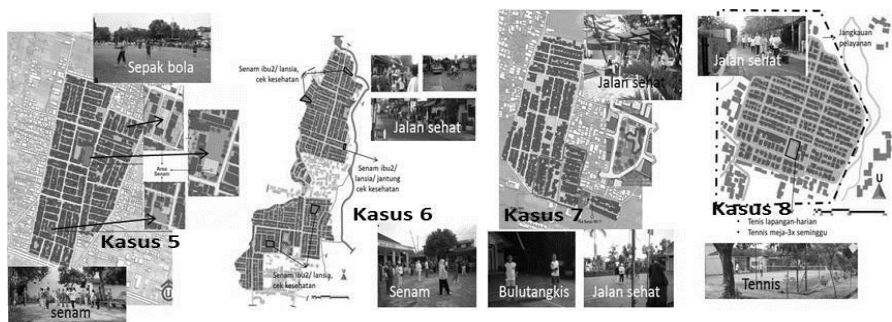 Sepak bola
Area
Senam
Kasus 5
senam
U
Senam ibu2/ lansia,
cek kesehatan
Jalan sehat
Senam ibu2/
lansia/ jantung
cek kesehatan
Kasus 6
Senam ibu2/ lansia,
cek kesehatan
U
Senam
Jalan sehat
Kasus 7
Bulutangkis
Jalan sehat
Jangkauan
pelayanan
Jalan sehat
U
Kasus 8
• Tenis lapangan-harian
• Tennis meja-3x seminggu
Tennis